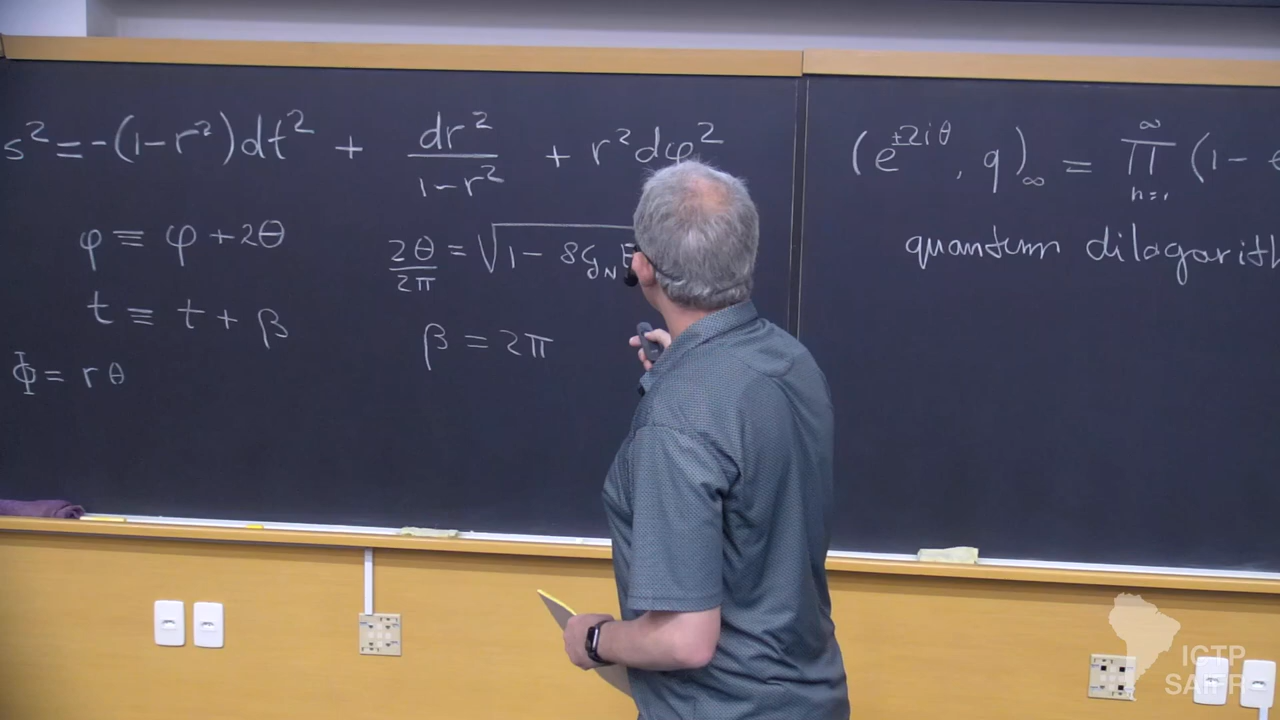 s² = -(1-r²)dt² + dr²/(1-r²) + r²dφ²
φ ≡ φ + 2θ
2θ/2π = √(1 - 8G_N E
t ≡ t + β
β = 2π
Φ = rθ
(e^{±2iθ}, q)_∞ = ∏_{n=1}^∞ (1 -
quantum dilogarith
ICTP
SAIFR